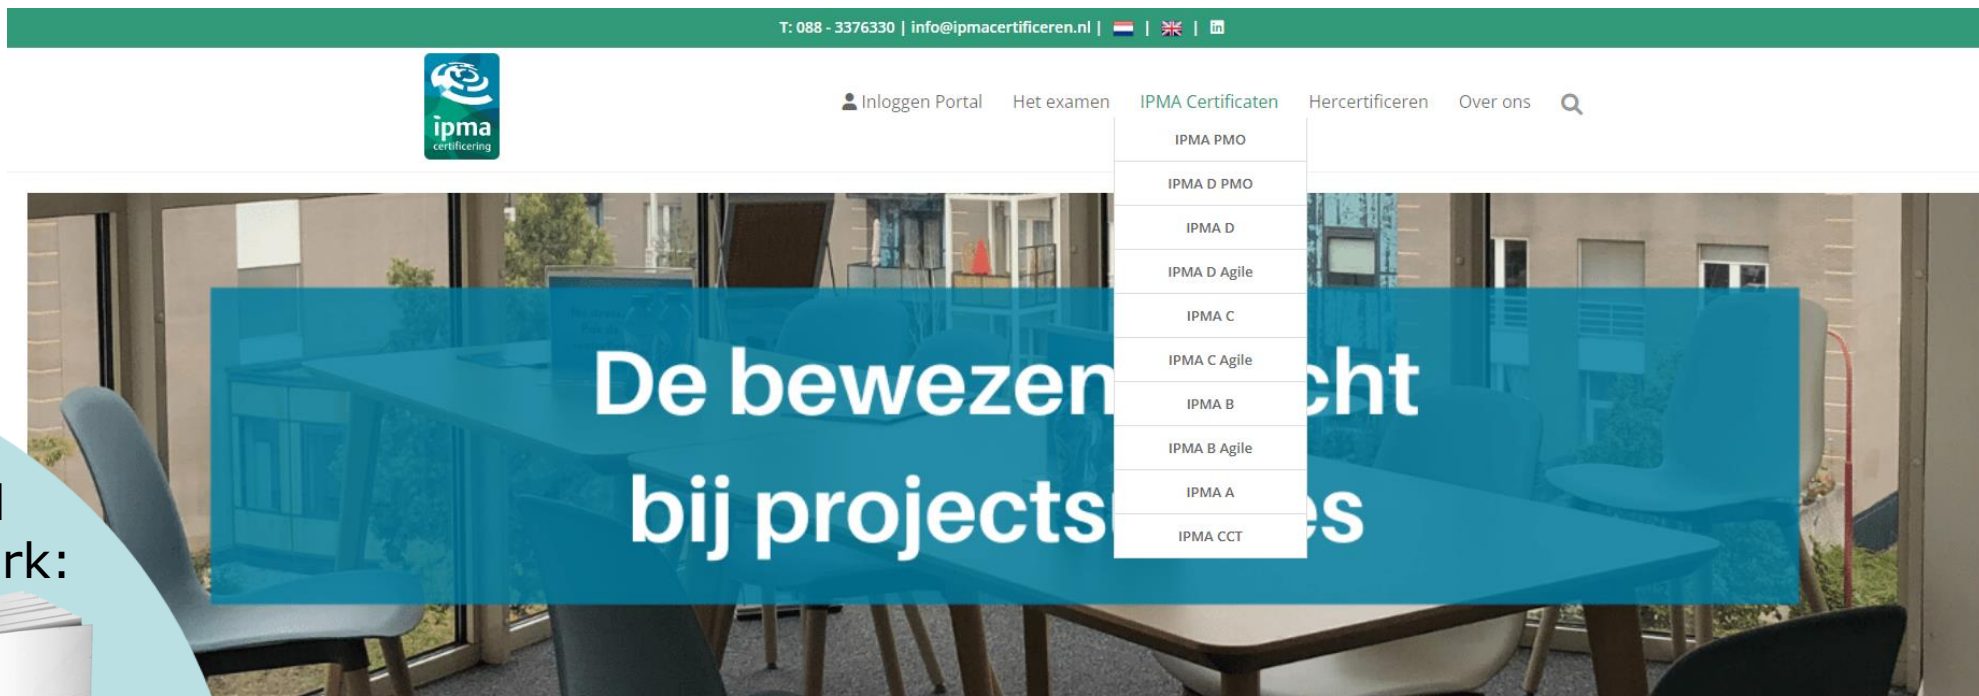 T: 088 - 3376330 | info@ipmacertificeren.nl | | |
ipma
certificering
Inloggen Portal Het examen IPMA Certificaten Hercertificeren Over ons
IPMA PMO
IPMA D PMO
IPMA D
IPMA D Agile
IPMA C
IPMA C Agile
IPMA B
IPMA B Agile
IPMA A
IPMA CCT
De bewezen cht
bij projects es
rk: